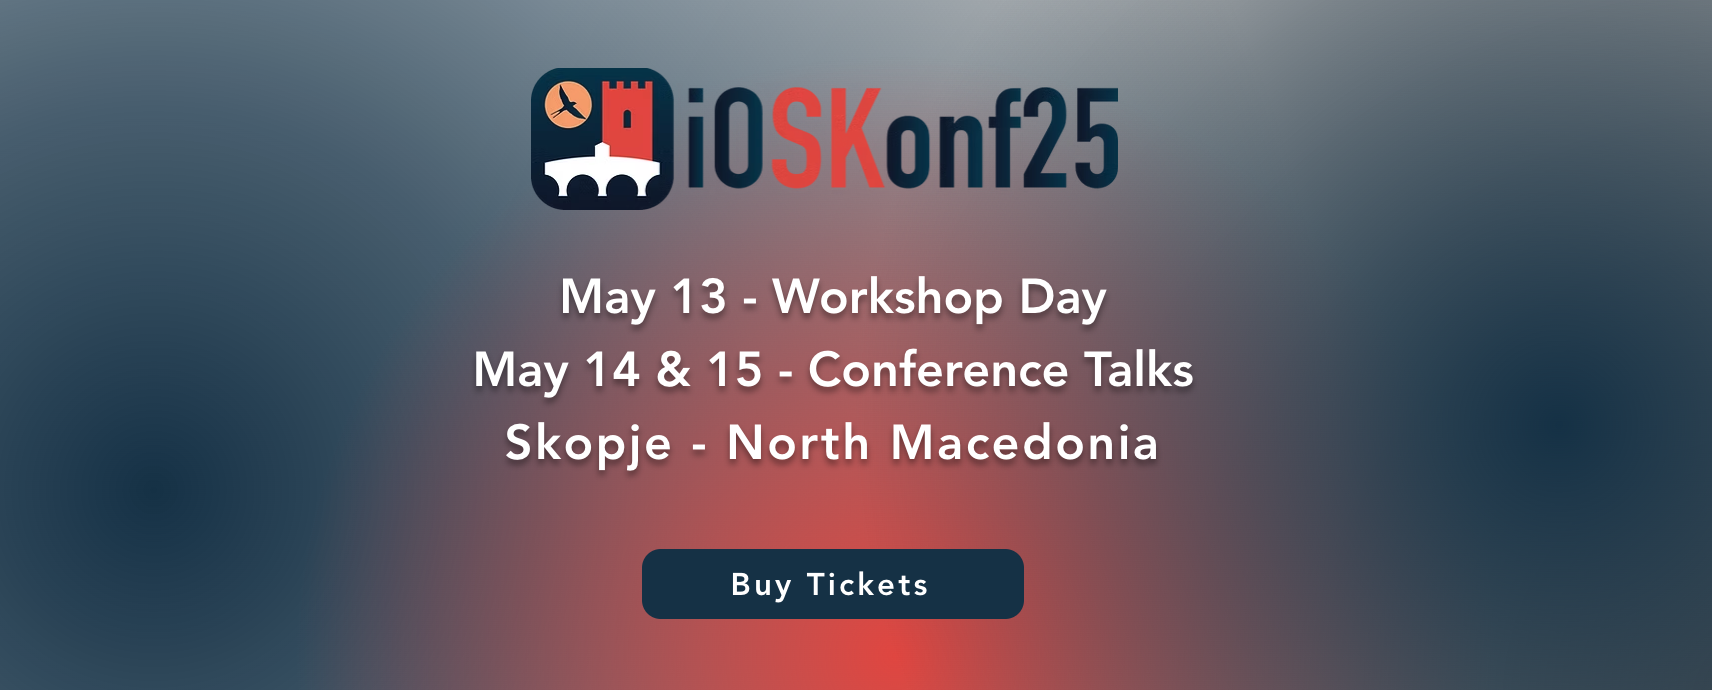 iOSKonf25
May 13 - Workshop Day
May 14 & 15 - Conference Talks
Skopje - North Macedonia
Buy Tickets